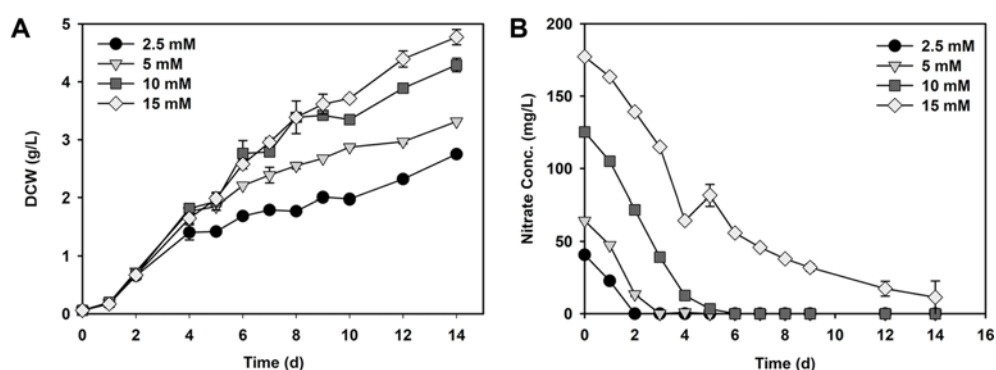 A
2.5 mM
5 mM
10 mM
15 mM
DCW (g/L)
5
4
3
2
1
0
0 2 4 6 8 10 12 14
Time (d)
B
2.5 mM
5 mM
10 mM
15 mM
Nitrate Conc. (mg/L)
200
150
100
50
0
0 2 4 6 8 10 12 14 16
Time (d)